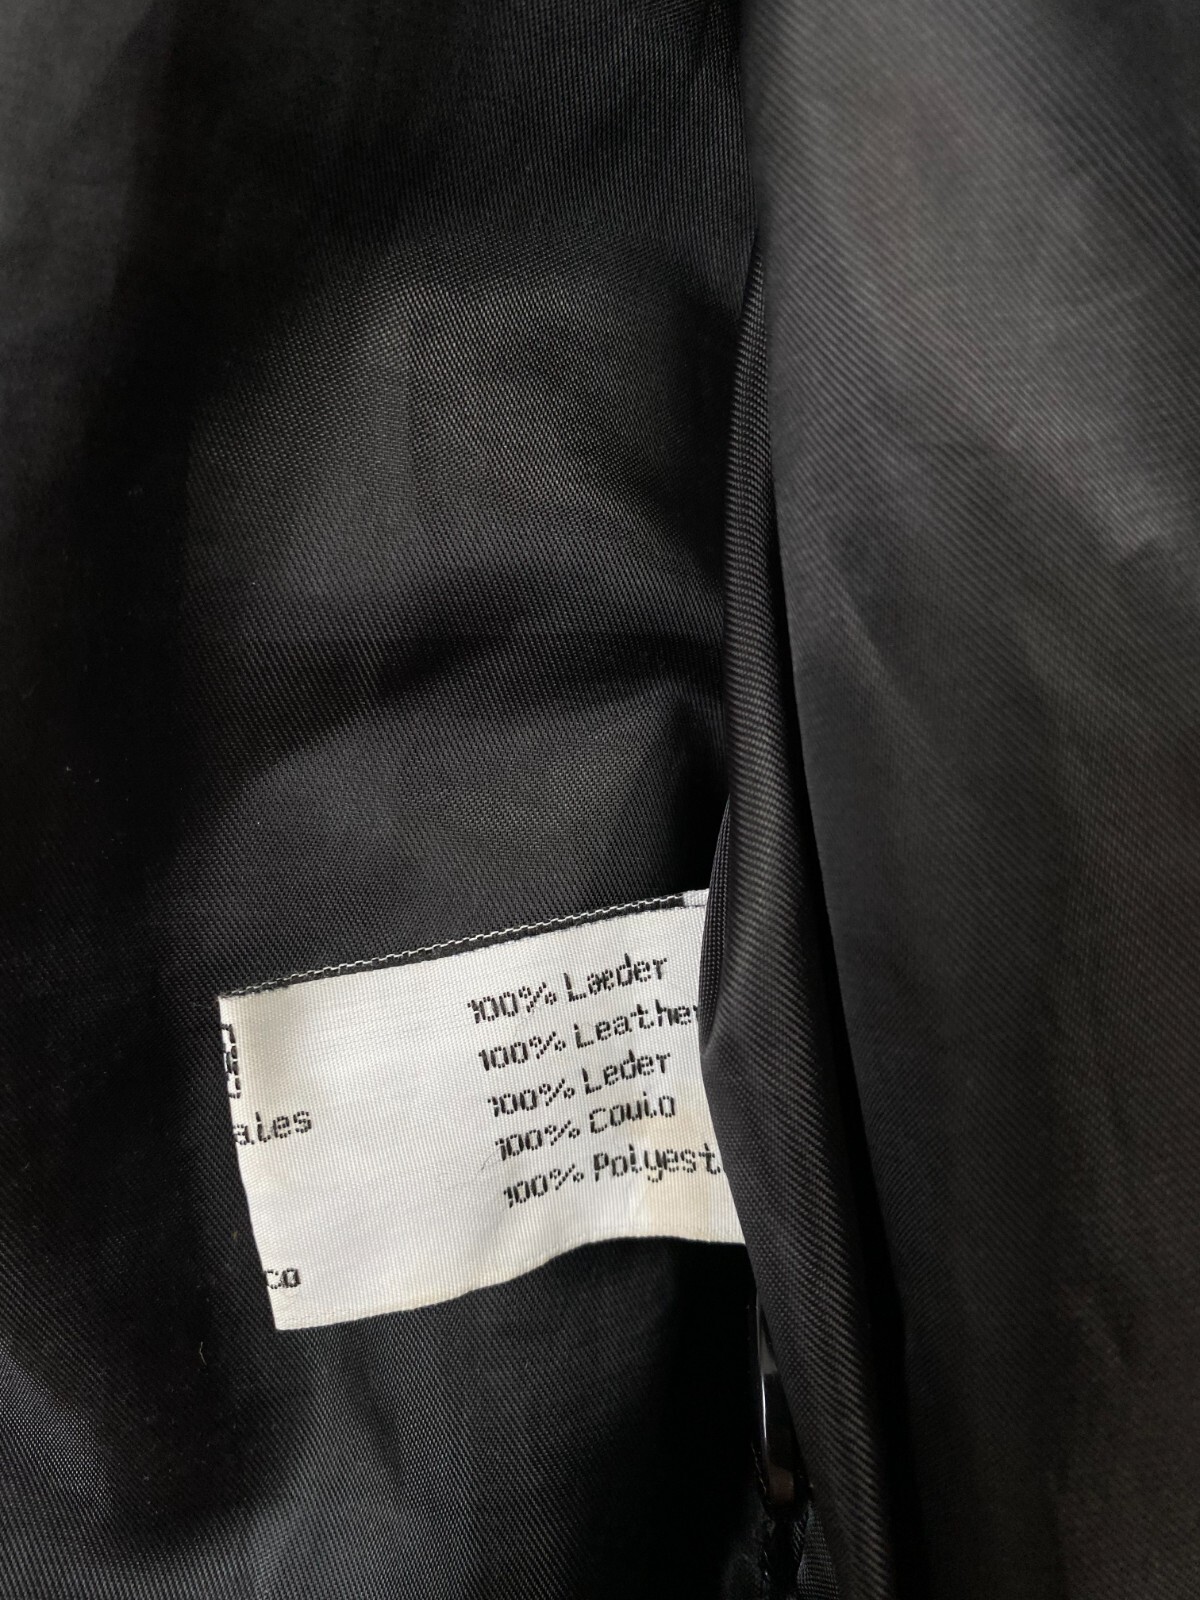 100% Læder
100% Leather
100% Leder
100% Couio
100% Polyest
ales
co